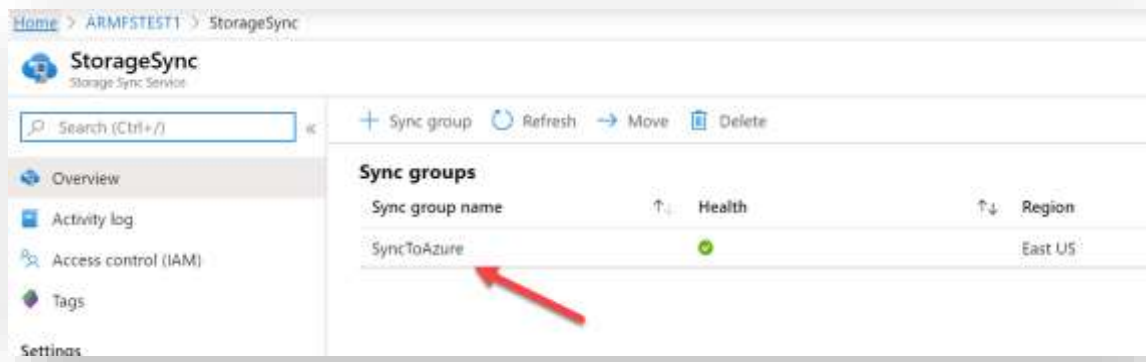 Home > ARMFSTEST1 > StorageSync
StorageSync
Storage Sync Service
Search (Ctrl+/) «
+ Sync group Refresh → Move Delete
Sync groups
Overview
Sync group name ↑↓ Health ↑↓ Region
Activity log
SyncToAzure East US
Access control (IAM)
Tags
Settings